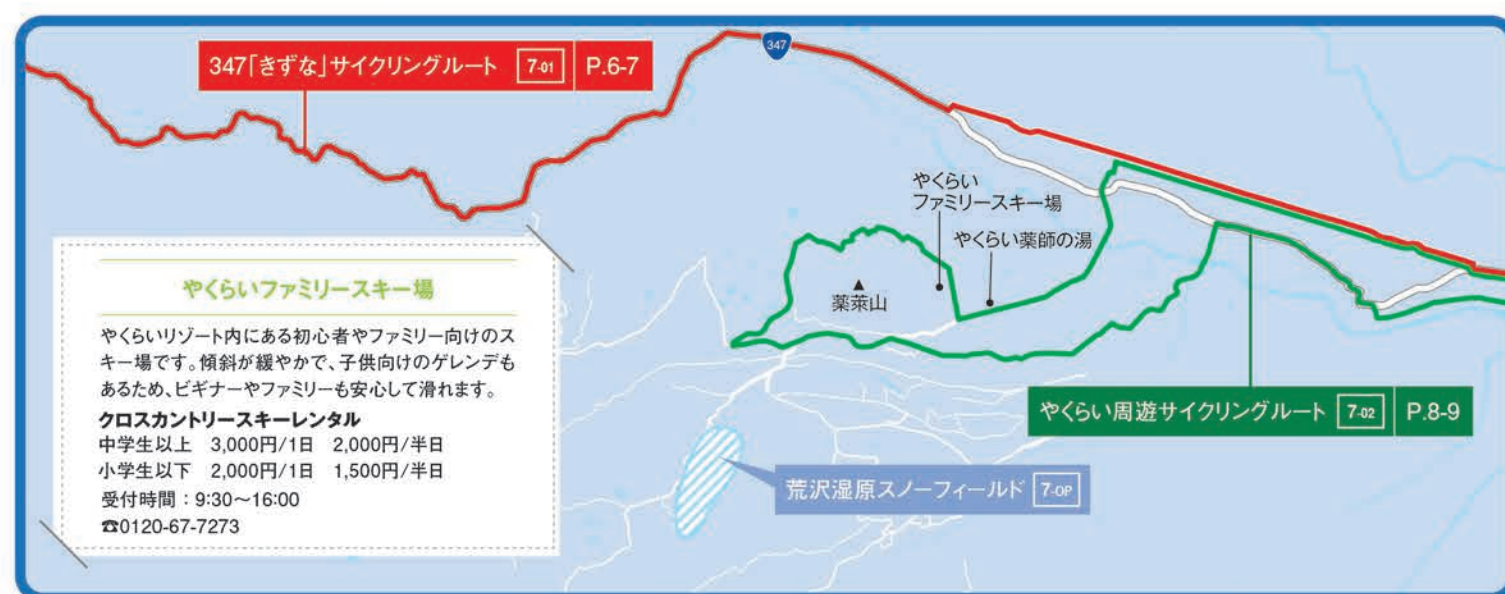 347「きずな」サイクリングルート 7-01 P.6-7
347
やくらい
ファミリースキー場
やくらい薬師の湯
薬莱山
やくらいファミリースキー場
やくらいリゾート内にある初心者やファミリー向けのス
キー場です。傾斜が緩やかで、子供向けのゲレンデも
あるため、ビギナーやファミリーも安心して滑れます。
クロスカントリースキーレンタル
中学生以上 3,000円/1日 2,000円/半日
小学生以下 2,000円/1日 1,500円/半日
受付時間：9:30～16:00
☎0120-67-7273
やくらい周遊サイクリングルート 7-02 P.8-9
荒沢湿原スノーフィールド 7-OP